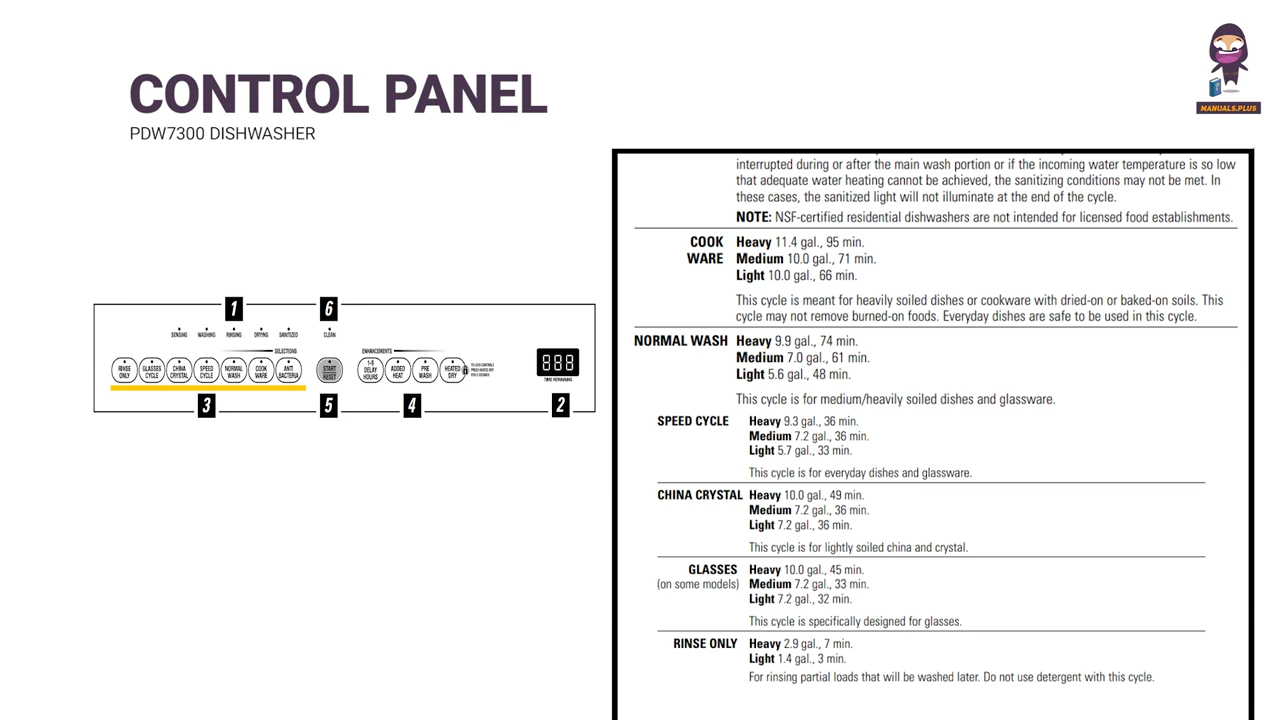 CONTROL PANEL
PDW7300 DISHWASHER
MANUALS.PLUS
1
6
SENSING WASHING RINSING DRYING SANITIZED CLEAN
SELECTIONS
ENHANCEMENTS
RINSE ONLY
GLASSES CYCLE
CHINA CRYSTAL
SPEED CYCLE
NORMAL WASH
COOK WARE
ANTI BACTERIA
START RESET
1-9 DELAY HOURS
ADDED HEAT
PRE WASH
HEATED DRY
TO LOCK CONTROLS
PRESS HEATED DRY
FOR 3 SECONDS
888
TIME REMAINING
3
5
4
2
interrupted during or after the main wash portion or if the incoming water temperature is so low
that adequate water heating cannot be achieved, the sanitizing conditions may not be met. In
these cases, the sanitized light will not illuminate at the end of the cycle.
NOTE: NSF-certified residential dishwashers are not intended for licensed food establishments.
COOK Heavy 11.4 gal., 95 min.
WARE Medium 10.0 gal., 71 min.
Light 10.0 gal., 66 min.
This cycle is meant for heavily soiled dishes or cookware with dried-on or baked-on soils. This
cycle may not remove burned-on foods. Everyday dishes are safe to be used in this cycle.
NORMAL WASH Heavy 9.9 gal., 74 min.
Medium 7.0 gal., 61 min.
Light 5.6 gal., 48 min.
This cycle is for medium/heavily soiled dishes and glassware.
SPEED CYCLE Heavy 9.3 gal., 36 min.
Medium 7.2 gal., 36 min.
Light 5.7 gal., 33 min.
This cycle is for everyday dishes and glassware.
CHINA CRYSTAL Heavy 10.0 gal., 49 min.
Medium 7.2 gal., 36 min.
Light 7.2 gal., 36 min.
This cycle is for lightly soiled china and crystal.
GLASSES Heavy 10.0 gal., 45 min.
(on some models) Medium 7.2 gal., 33 min.
Light 7.2 gal., 32 min.
This cycle is specifically designed for glasses.
RINSE ONLY Heavy 2.9 gal., 7 min.
Light 1.4 gal., 3 min.
For rinsing partial loads that will be washed later. Do not use detergent with this cycle.